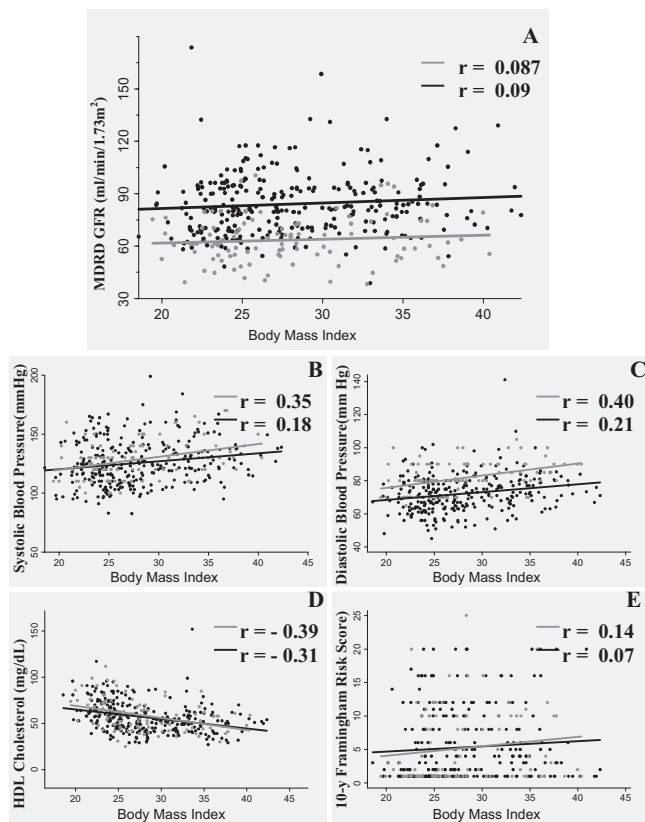 A
r = 0.087
r = 0.09
MDRD GFR (ml/min/1.73m²)
150
120
90
60
30
20 25 30 35 40
Body Mass Index
B
r = 0.35
r = 0.18
Systolic Blood Pressure(mmHg)
200
150
100
50
20 25 30 35 40 45
Body Mass Index
C
r = 0.40
r = 0.21
Diastolic Blood Pressure(mm Hg)
140
120
100
80
60
40
20 25 30 35 40 45
Body Mass Index
D
r = - 0.39
r = - 0.31
HDL Cholesterol (mg/dL)
150
100
50
0
20 25 30 35 40 45
Body Mass Index
E
r = 0.14
r = 0.07
10-y Framingham Risk Score)
25
20
15
10
5
0
20 25 30 35 40 45
Body Mass Index